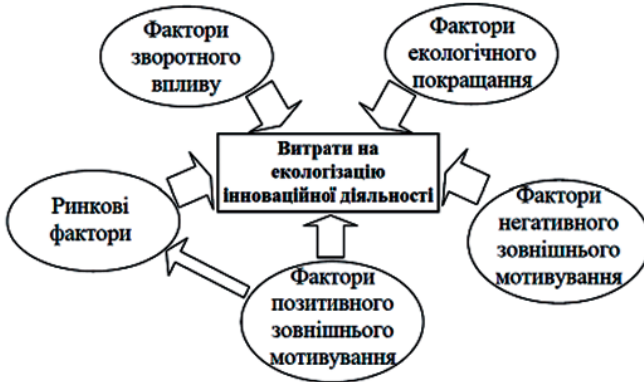 Фактори
зворотного
впливу
Фактори
екологічного
покращання
Витрати на
екологізацію
інноваційної діяльності
Ринкові
фактори
Фактори
негативного
зовнішнього
мотивування
Фактори
позитивного
зовнішнього
мотивування